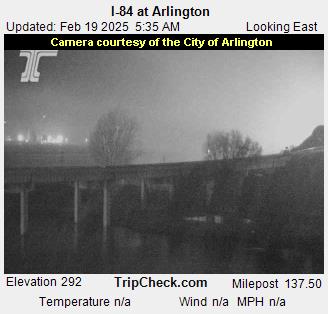 I-84 at Arlington
Updated: Feb 19 2025 5:35 AM Looking East
Camera courtesy of the City of Arlington
Elevation 292 TripCheck.com Milepost 137.50
Temperature n/a Wind n/a MPH n/a